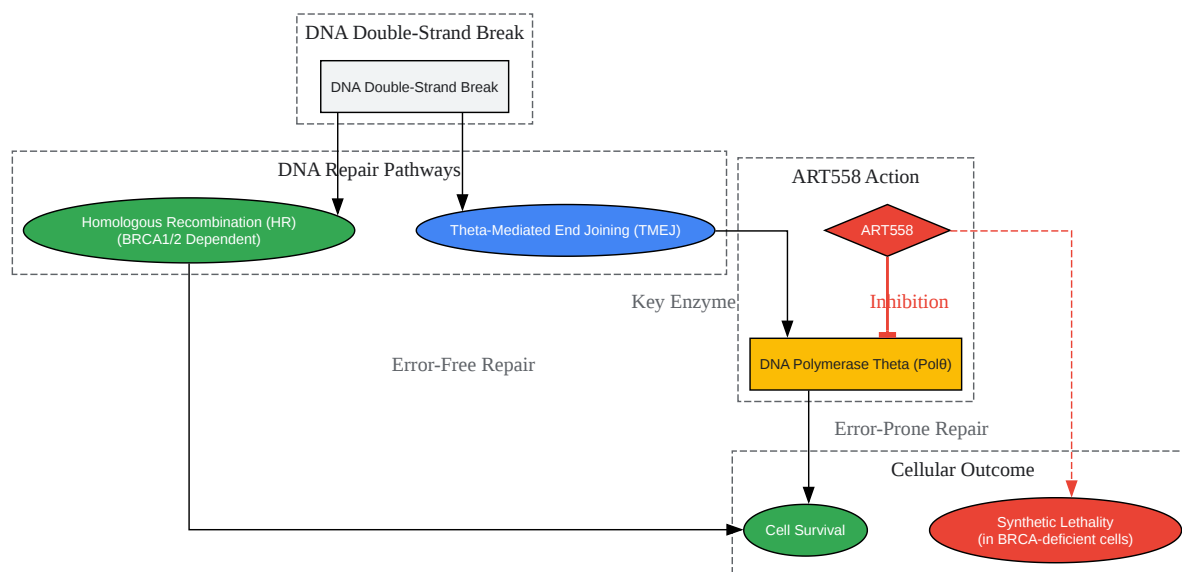 DNA Double-Strand Break
DNA Double-Strand Break
DNA Repair Pathways
ART558 Action
Homologous Recombination (HR)
(BRCA1/2 Dependent)
Theta-Mediated End Joining (TMEJ)
ART558
Key Enzyme
Inhibition
Error-Free Repair
DNA Polymerase Theta (Polθ)
Error-Prone Repair
Cellular Outcome
Cell Survival
Synthetic Lethality
(in BRCA-deficient cells)